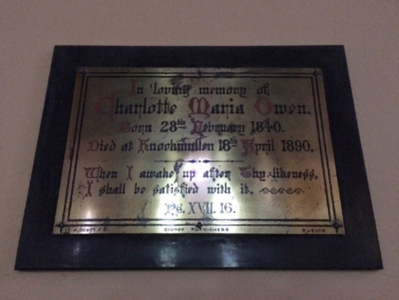 In loving memory of
Charlotte Maria Owen.
Born 28th February 1840.
Died at Knockmullen 18th April 1890.
When I awake up after Thy likeness,
I shall be satisfied with it.
Ps. XVII. 16.